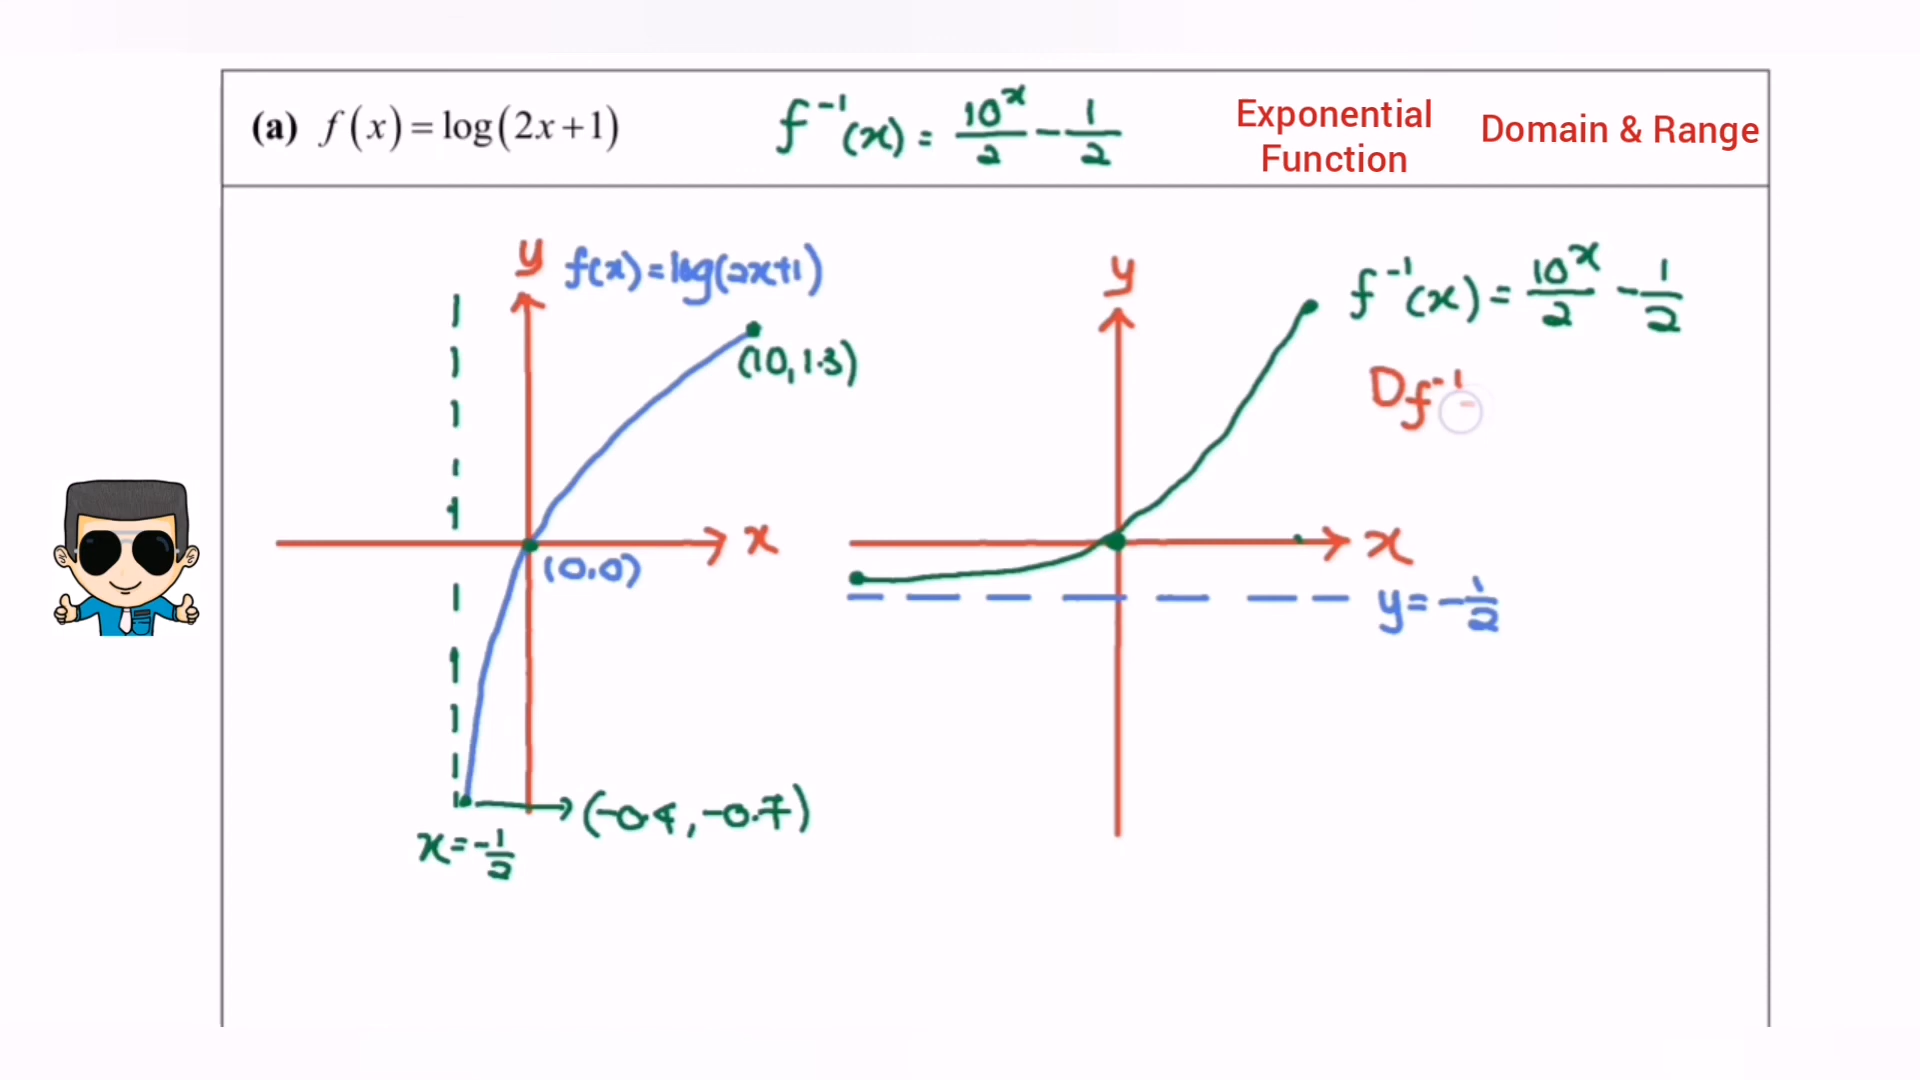 (a) f(x) = log(2x+1) f⁻¹(x) = 10ˣ/2 - 1/2 Exponential Function Domain & Range
y f(x) = log(2x+1)
(10, 1.3)
x
(0,0)
(-0.4, -0.7)
x = -1/2
y f⁻¹(x) = 10ˣ/2 - 1/2
Df⁻¹ =
x
y = -1/2